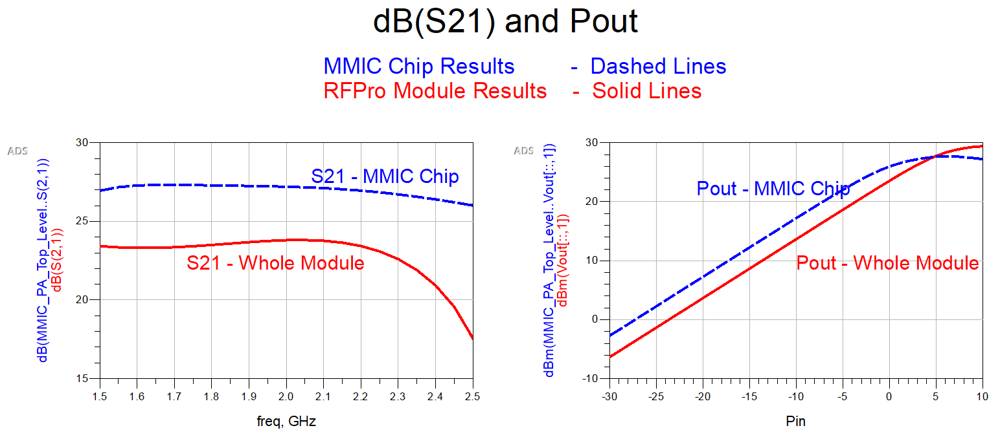 dB(S21) and Pout
MMIC Chip Results - Dashed Lines
RFPro Module Results - Solid Lines
ADS
dB(MMIC_PA_Top_Level..S(2,1))
dB(S(2,1))
30
25
20
15
S21 - MMIC Chip
S21 - Whole Module
1.5 1.6 1.7 1.8 1.9 2.0 2.1 2.2 2.3 2.4 2.5
freq, GHz
ADS
dBm(MMIC_PA_Top_Level..Vout[::,1])
dBm(Vout[::,1])
30
20
10
0
-10
Pout - MMIC Chip
Pout - Whole Module
-30 -25 -20 -15 -10 -5 0 5 10
Pin